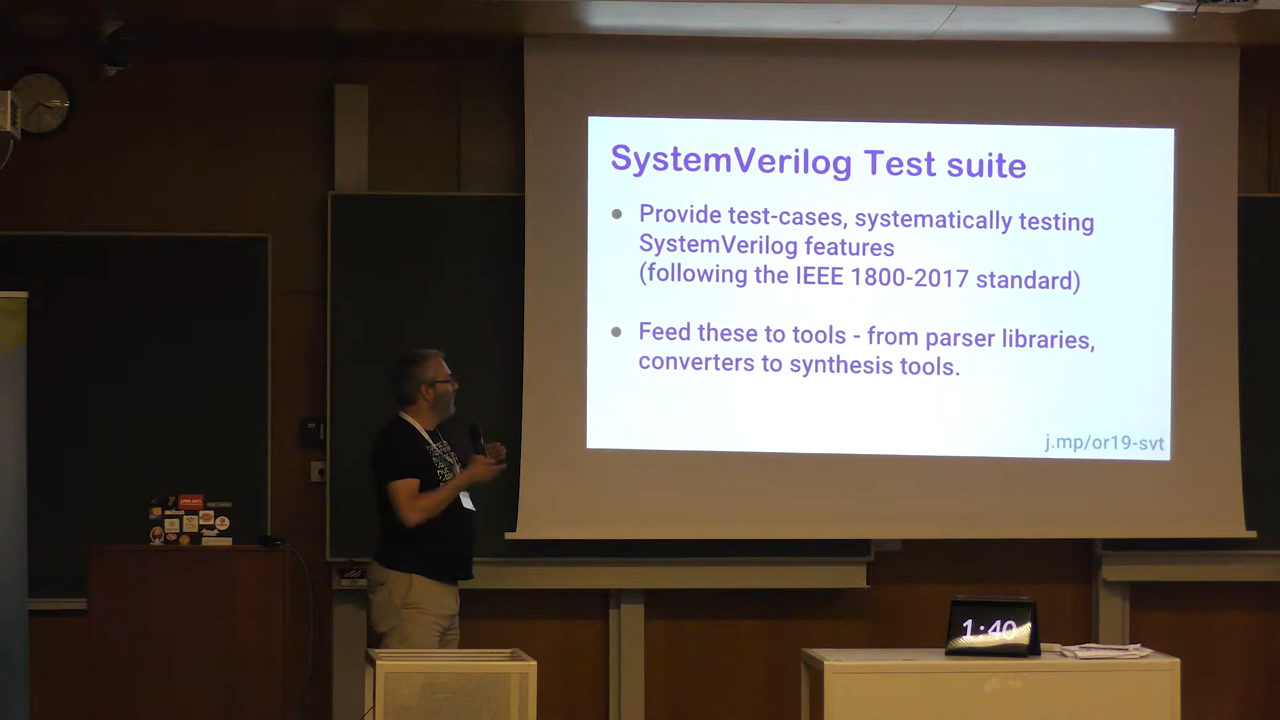 SystemVerilog Test suite
Provide test-cases, systematically testing
SystemVerilog features
(following the IEEE 1800-2017 standard)
Feed these to tools - from parser libraries,
converters to synthesis tools.
j.mp/or19-svt
1:40